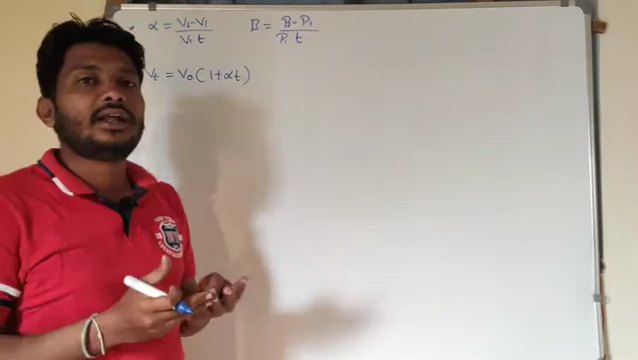 α = V₂-V₁ / V₁ t    β = P₂-P₁ / P₁ t
Vt = V₀ (1+αt)